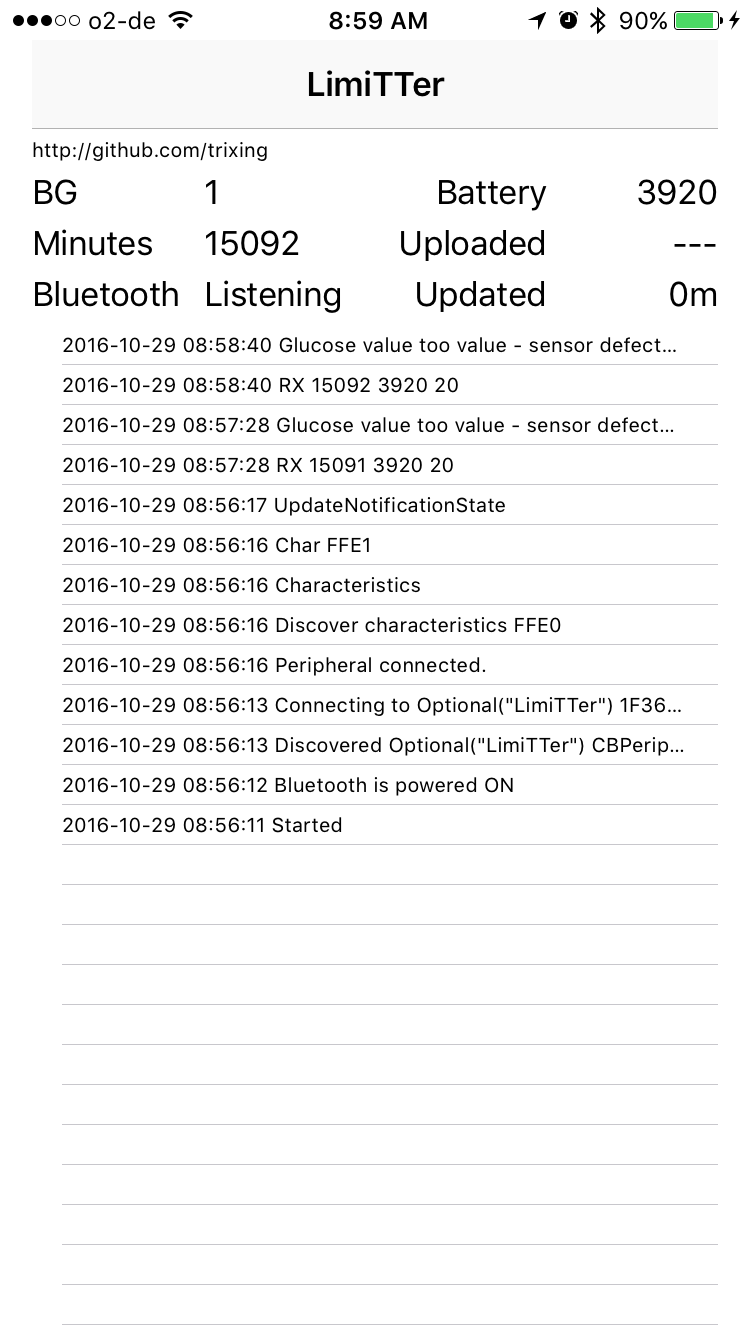 o2-de 8:59 AM 90%
LimiTTer
http://github.com/trixing
BG 1 Battery 3920
Minutes 15092 Uploaded ---
Bluetooth Listening Updated 0m
2016-10-29 08:58:40 Glucose value too value - sensor defect...
2016-10-29 08:58:40 RX 15092 3920 20
2016-10-29 08:57:28 Glucose value too value - sensor defect...
2016-10-29 08:57:28 RX 15091 3920 20
2016-10-29 08:56:17 UpdateNotificationState
2016-10-29 08:56:16 Char FFE1
2016-10-29 08:56:16 Characteristics
2016-10-29 08:56:16 Discover characteristics FFE0
2016-10-29 08:56:16 Peripheral connected.
2016-10-29 08:56:13 Connecting to Optional("LimiTTer") 1F36...
2016-10-29 08:56:13 Discovered Optional("LimiTTer") CBPerip...
2016-10-29 08:56:12 Bluetooth is powered ON
2016-10-29 08:56:11 Started